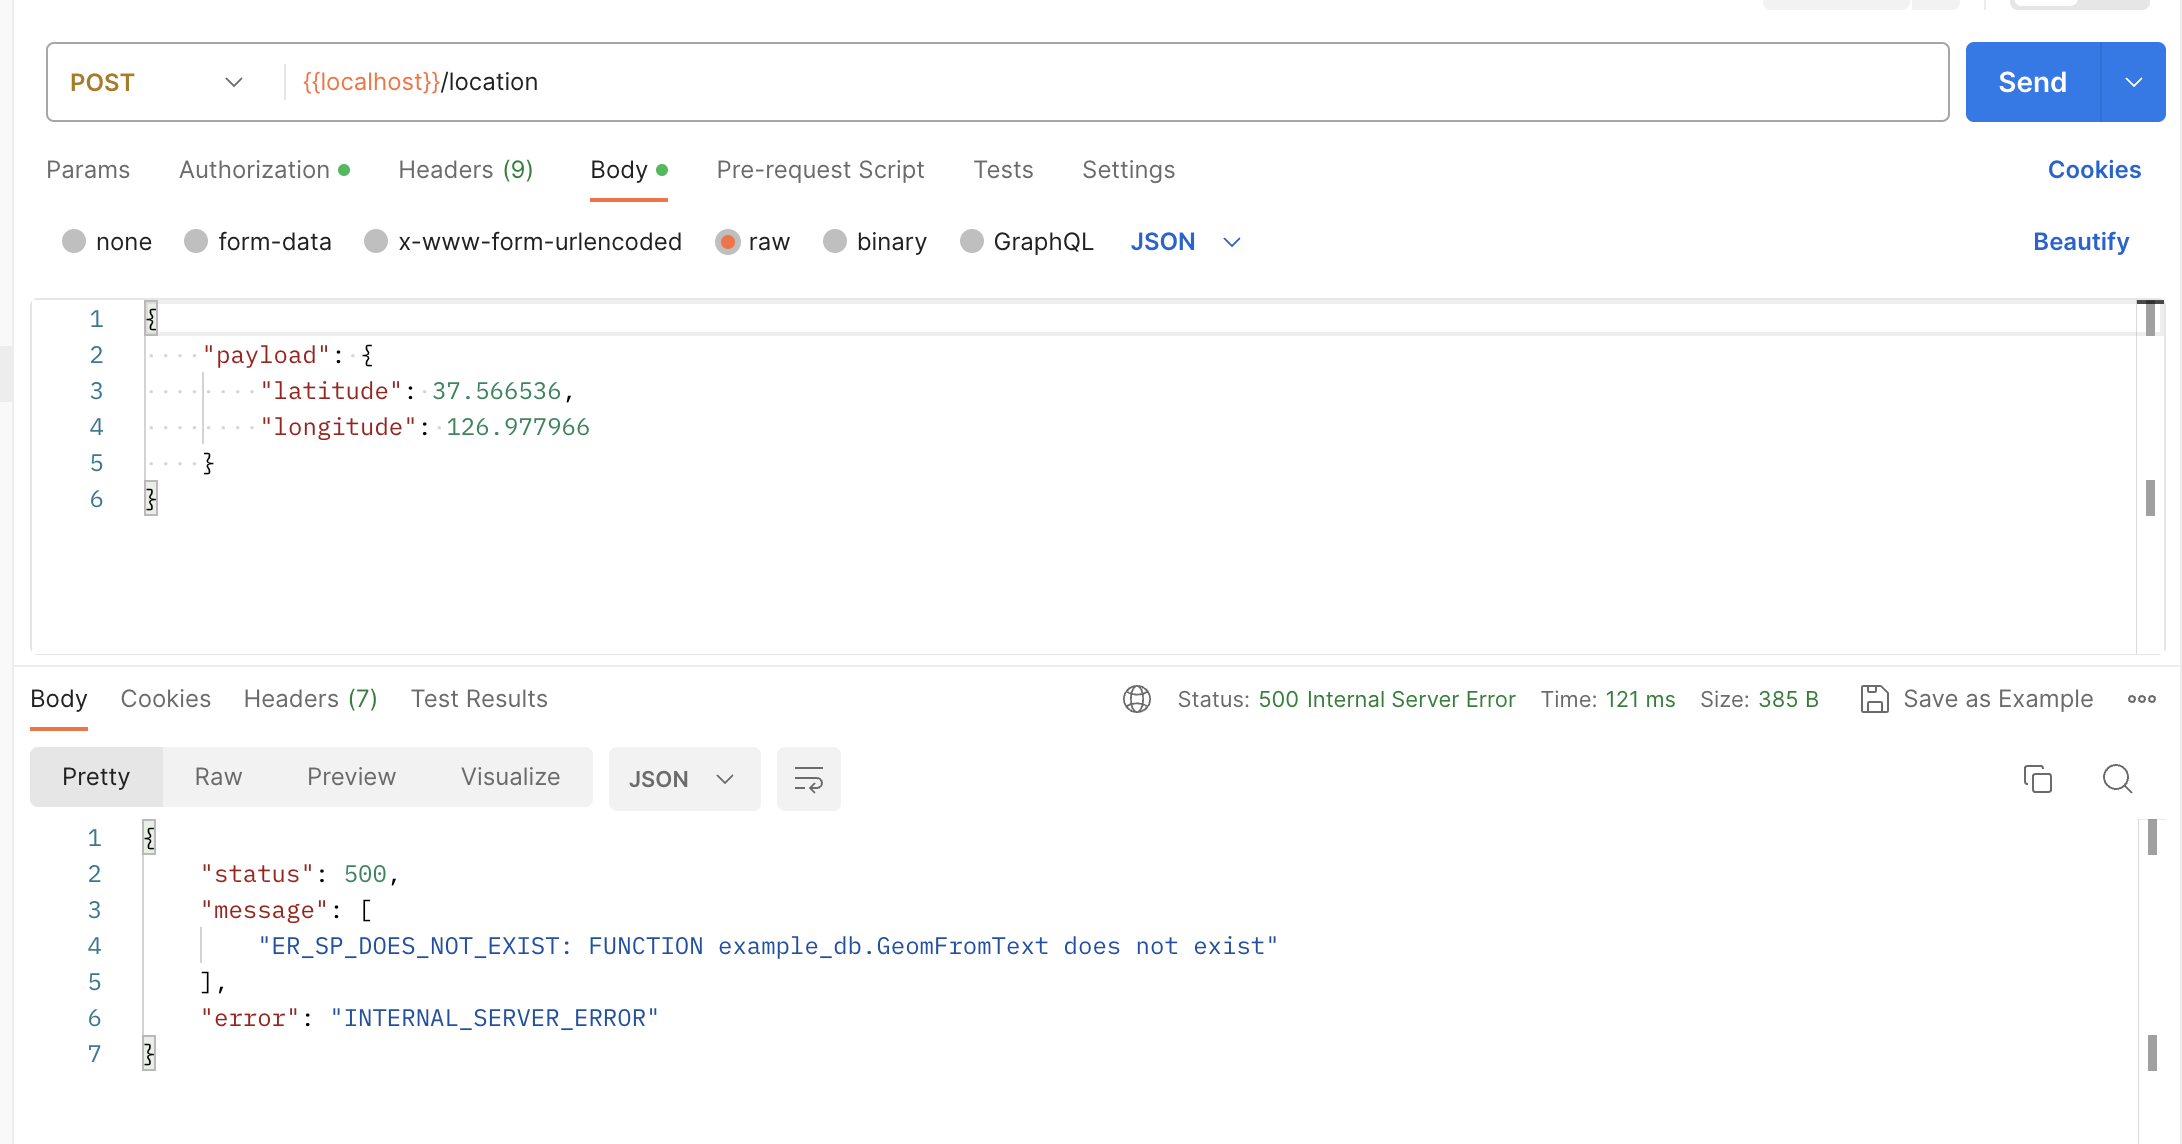 POST {{localhost}}/location Send
Params Authorization Headers (9) Body Pre-request Script Tests Settings Cookies
none form-data x-www-form-urlencoded raw binary GraphQL JSON Beautify
1 {
2 "payload": {
3 "latitude": 37.566536,
4 "longitude": 126.977966
5 }
6 }
Body Cookies Headers (7) Test Results Status: 500 Internal Server Error Time: 121 ms Size: 385 B Save as Example
Pretty Raw Preview Visualize JSON
1 {
2 "status": 500,
3 "message": [
4 "ER_SP_DOES_NOT_EXIST: FUNCTION example_db.GeomFromText does not exist"
5 ],
6 "error": "INTERNAL_SERVER_ERROR"
7 }